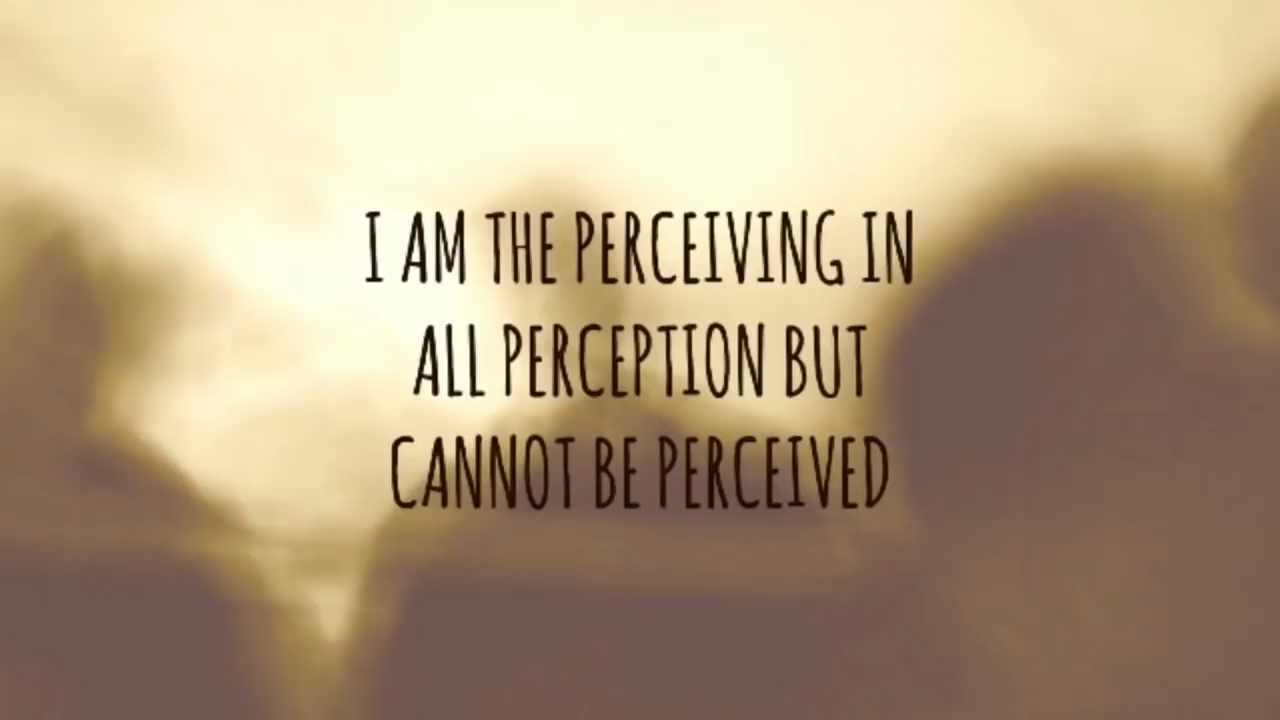 I AM THE PERCEIVING IN
ALL PERCEPTION BUT
CANNOT BE PERCEIVED